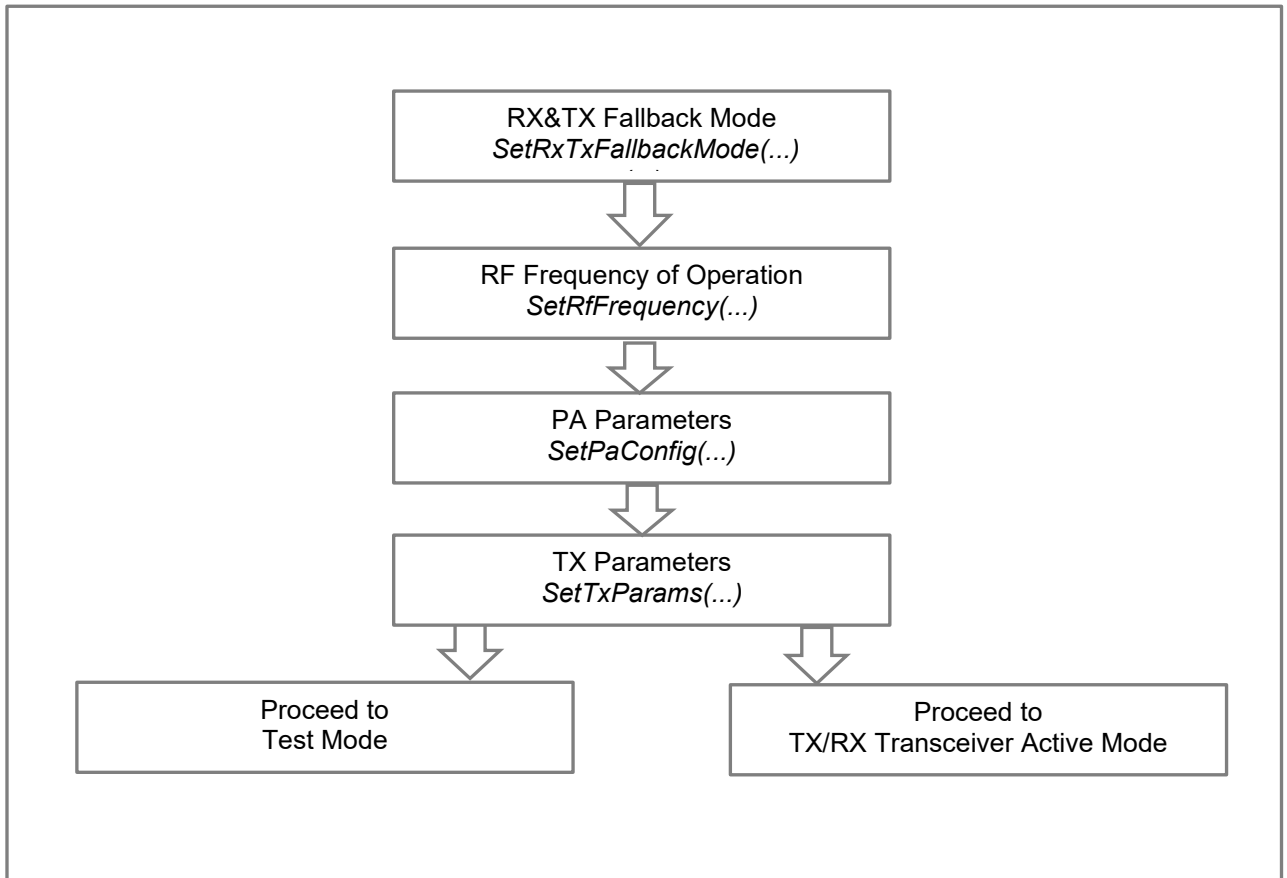 RX&TX Fallback Mode
SetRxTxFallbackMode(...)
RF Frequency of Operation
SetRfFrequency(...)
PA Parameters
SetPaConfig(...)
TX Parameters
SetTxParams(...)
Proceed to
Test Mode
Proceed to
TX/RX Transceiver Active Mode